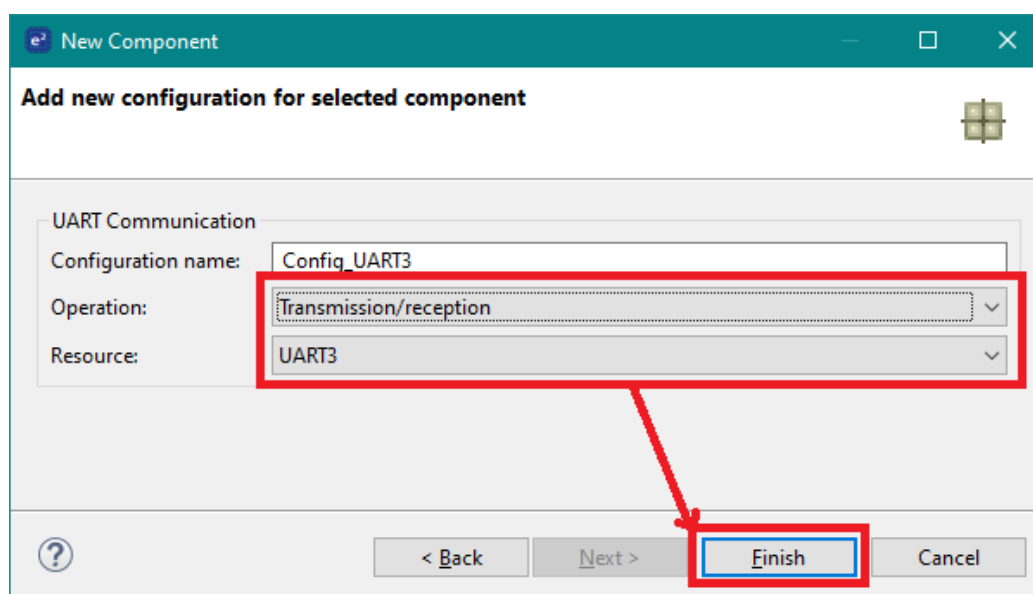 e² New Component
Add new configuration for selected component
UART Communication
Configuration name: Config_UART3
Operation: Transmission/reception
Resource: UART3
? < Back Next > Finish Cancel